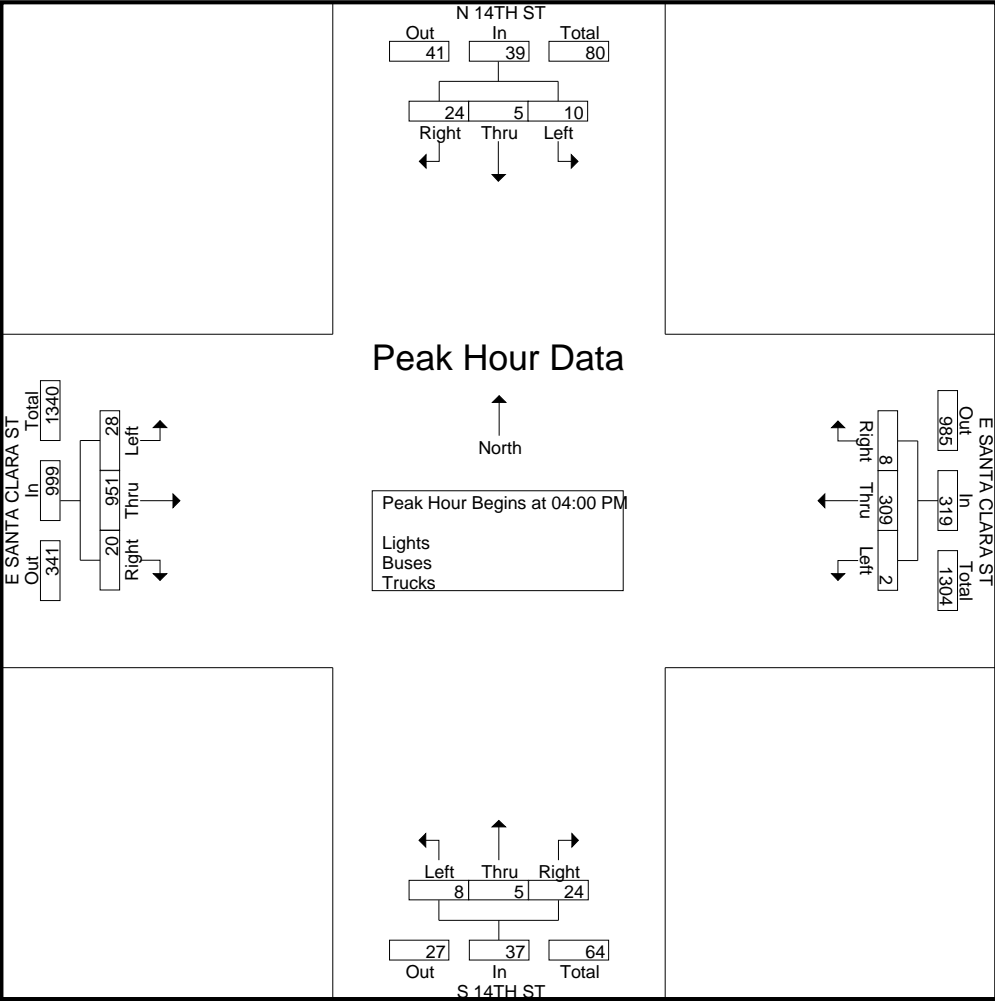 N 14TH ST
Out In Total
41 39 80
24 5 10
Right Thru Left
Peak Hour Data
North
Peak Hour Begins at 04:00 PM
Lights
Buses
Trucks
E SANTA CLARA ST
Total In Out
1340 999 341
28 951 20
Left Thru Right
E SANTA CLARA ST
Out In Total
985 319 1304
8 309 2
Right Thru Left
Left Thru Right
8 5 24
27 37 64
Out In Total
S 14TH ST